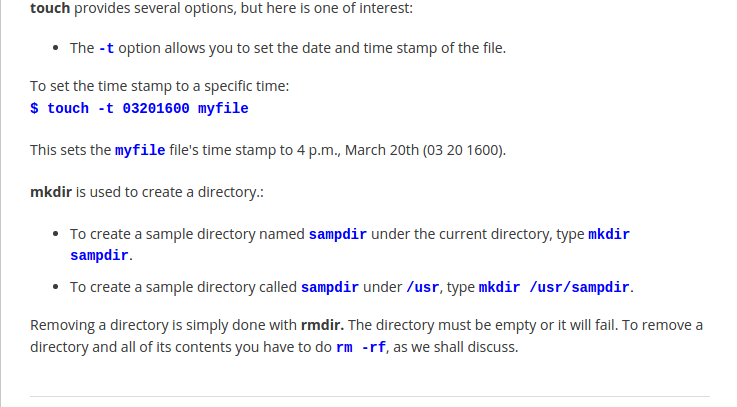 touch provides several options, but here is one of interest:
• The -t option allows you to set the date and time stamp of the file.
To set the time stamp to a specific time:
$ touch -t 03201600 myfile
This sets the myfile file's time stamp to 4 p.m., March 20th (03 20 1600).
mkdir is used to create a directory.:
• To create a sample directory named sampdir under the current directory, type mkdir
sampdir.
• To create a sample directory called sampdir under /usr, type mkdir /usr/sampdir.
Removing a directory is simply done with rmdir. The directory must be empty or it will fail. To remove a
directory and all of its contents you have to do rm -rf, as we shall discuss.